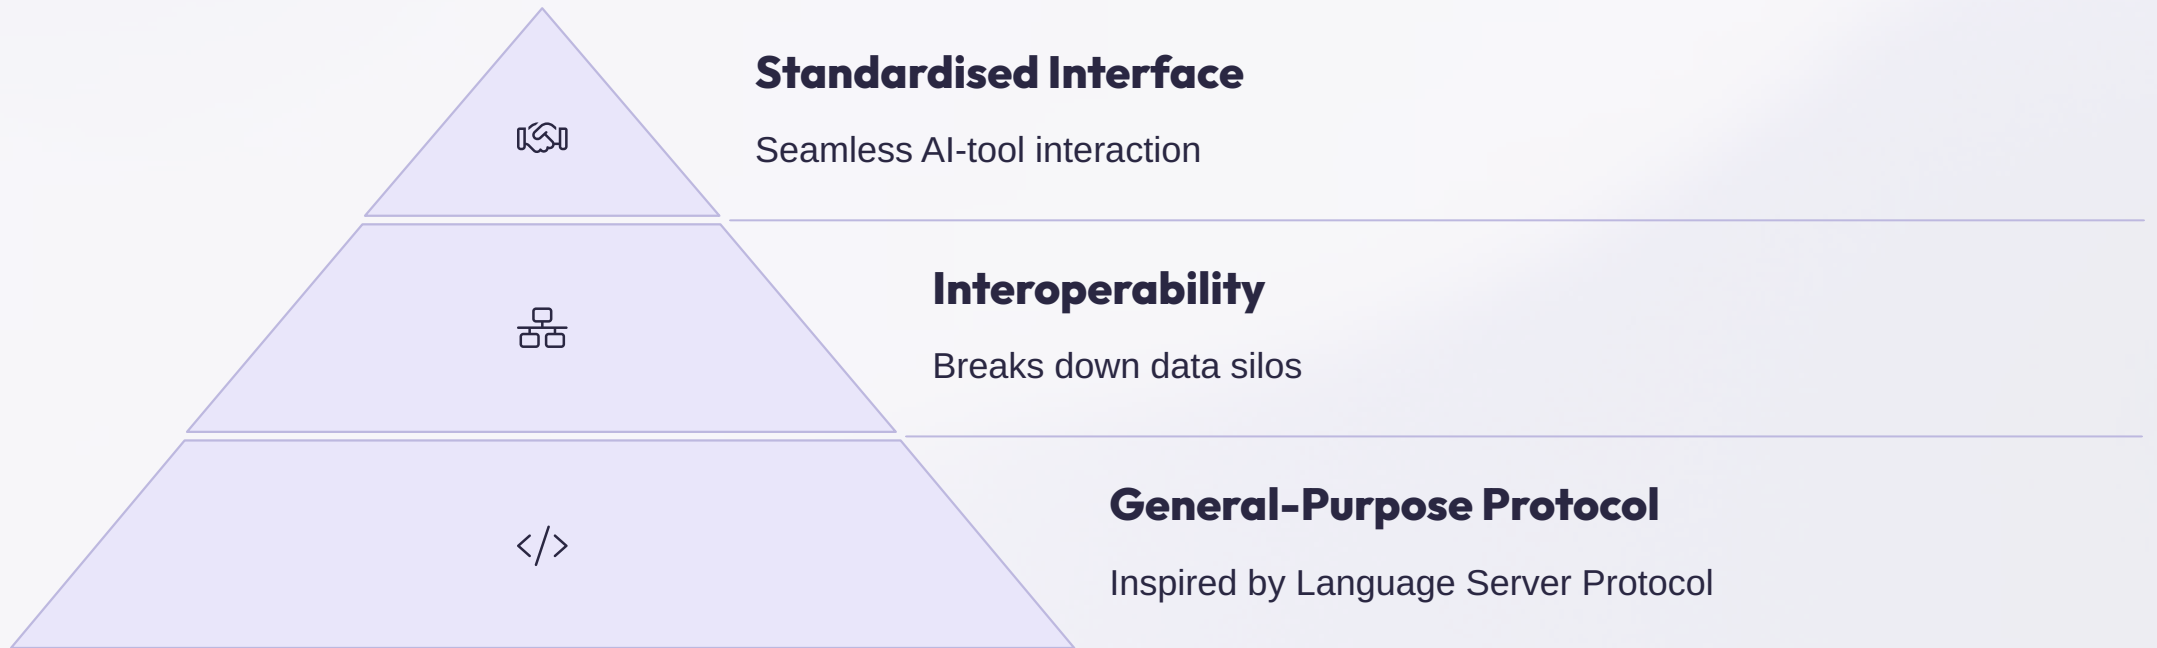 Standardised Interface
Seamless AI-tool interaction
Interoperability
Breaks down data silos
General-Purpose Protocol
Inspired by Language Server Protocol